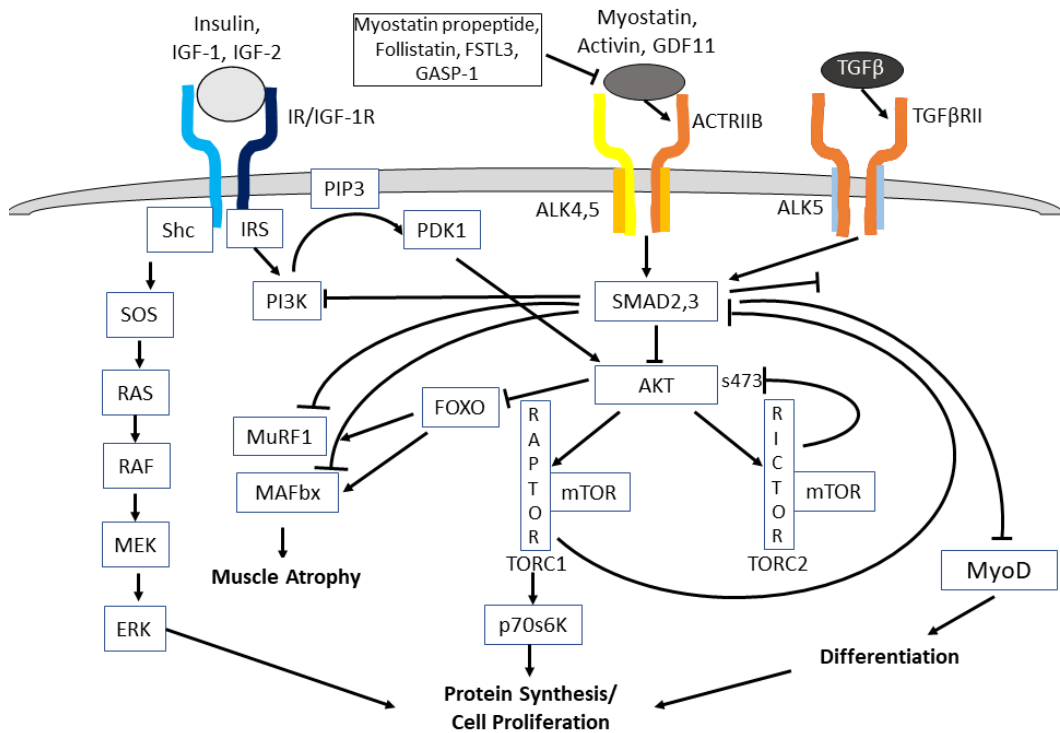 Insulin,
IGF-1, IGF-2
IR/IGF-1R
Myostatin propeptide,
Follistatin, FSTL3,
GASP-1
Myostatin,
Activin, GDF11
ACTRIIB
TGFβ
TGFβRII
PIP3
ALK4,5
ALK5
Shc
IRS
PDK1
PI3K
SMAD2,3
SOS
RAS
RAF
MEK
ERK
AKT
s473
FOXO
MuRF1
MAFbx
Muscle Atrophy
RAPTOR
mTOR
TORC1
RICTOR
mTOR
TORC2
p70s6K
MyoD
Differentiation
Protein Synthesis/
Cell Proliferation